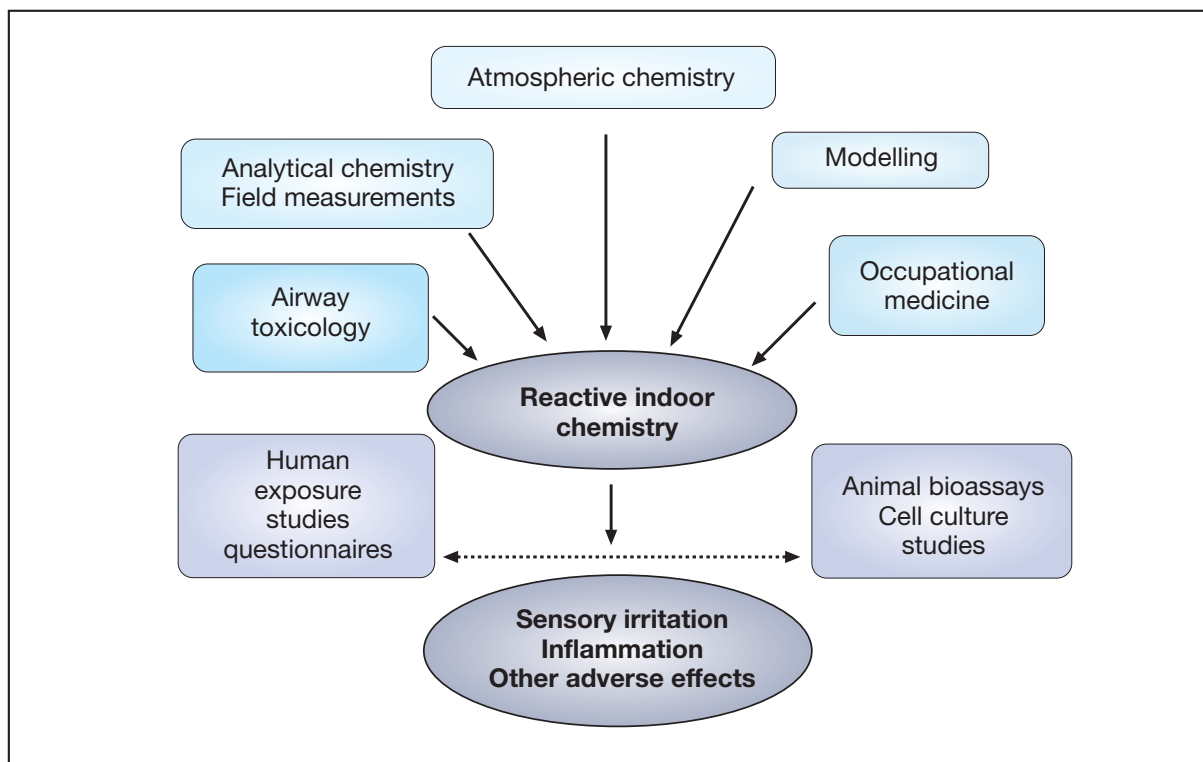 Atmospheric chemistry
Analytical chemistry
Field measurements
Modelling
Airway
toxicology
Occupational
medicine
Reactive indoor
chemistry
Human
exposure
studies
questionnaires
Animal bioassays
Cell culture
studies
Sensory irritation
Inflammation
Other adverse effects